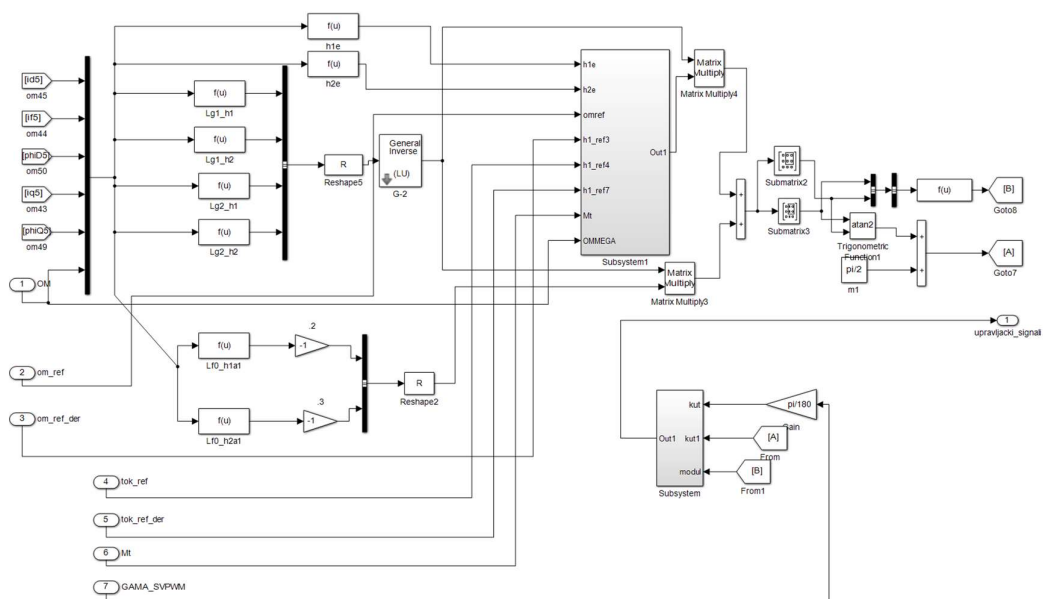 f(u)
h1e
f(u)
h2e
[id5]
om45
[if5]
om44
[phiD5]
om50
[iq5]
om43
[phiQ5]
om49
1
OM
f(u)
Lg1_h1
f(u)
Lg1_h2
f(u)
Lg2_h1
f(u)
Lg2_h2
R
Reshape5
General
Inverse
(LU)
G-2
h1e
h2e
omref
h1_ref3
h1_ref4
h1_ref7
Mt
OMMEGA
Out1
Subsystem1
Matrix
Multiply
Matrix Multiply4
Matrix
Multiply
Matrix Multiply3
+
+
Submatrix2
Submatrix3
atan2
Trigonometric
Function1
pi/2
m1
+
+
f(u)
[B]
Goto8
[A]
Goto7
2
om_ref
3
om_ref_der
f(u)
Lf0_h1a1
.2
-1
f(u)
Lf0_h2a1
.3
-1
R
Reshape2
4
tok_ref
5
tok_ref_der
6
Mt
7
GAMA_SVPWM
1
upravljacki_signali
Out1
kut
kut1
modul
Subsystem
pi/180
Gain
[A]
From
[B]
From1